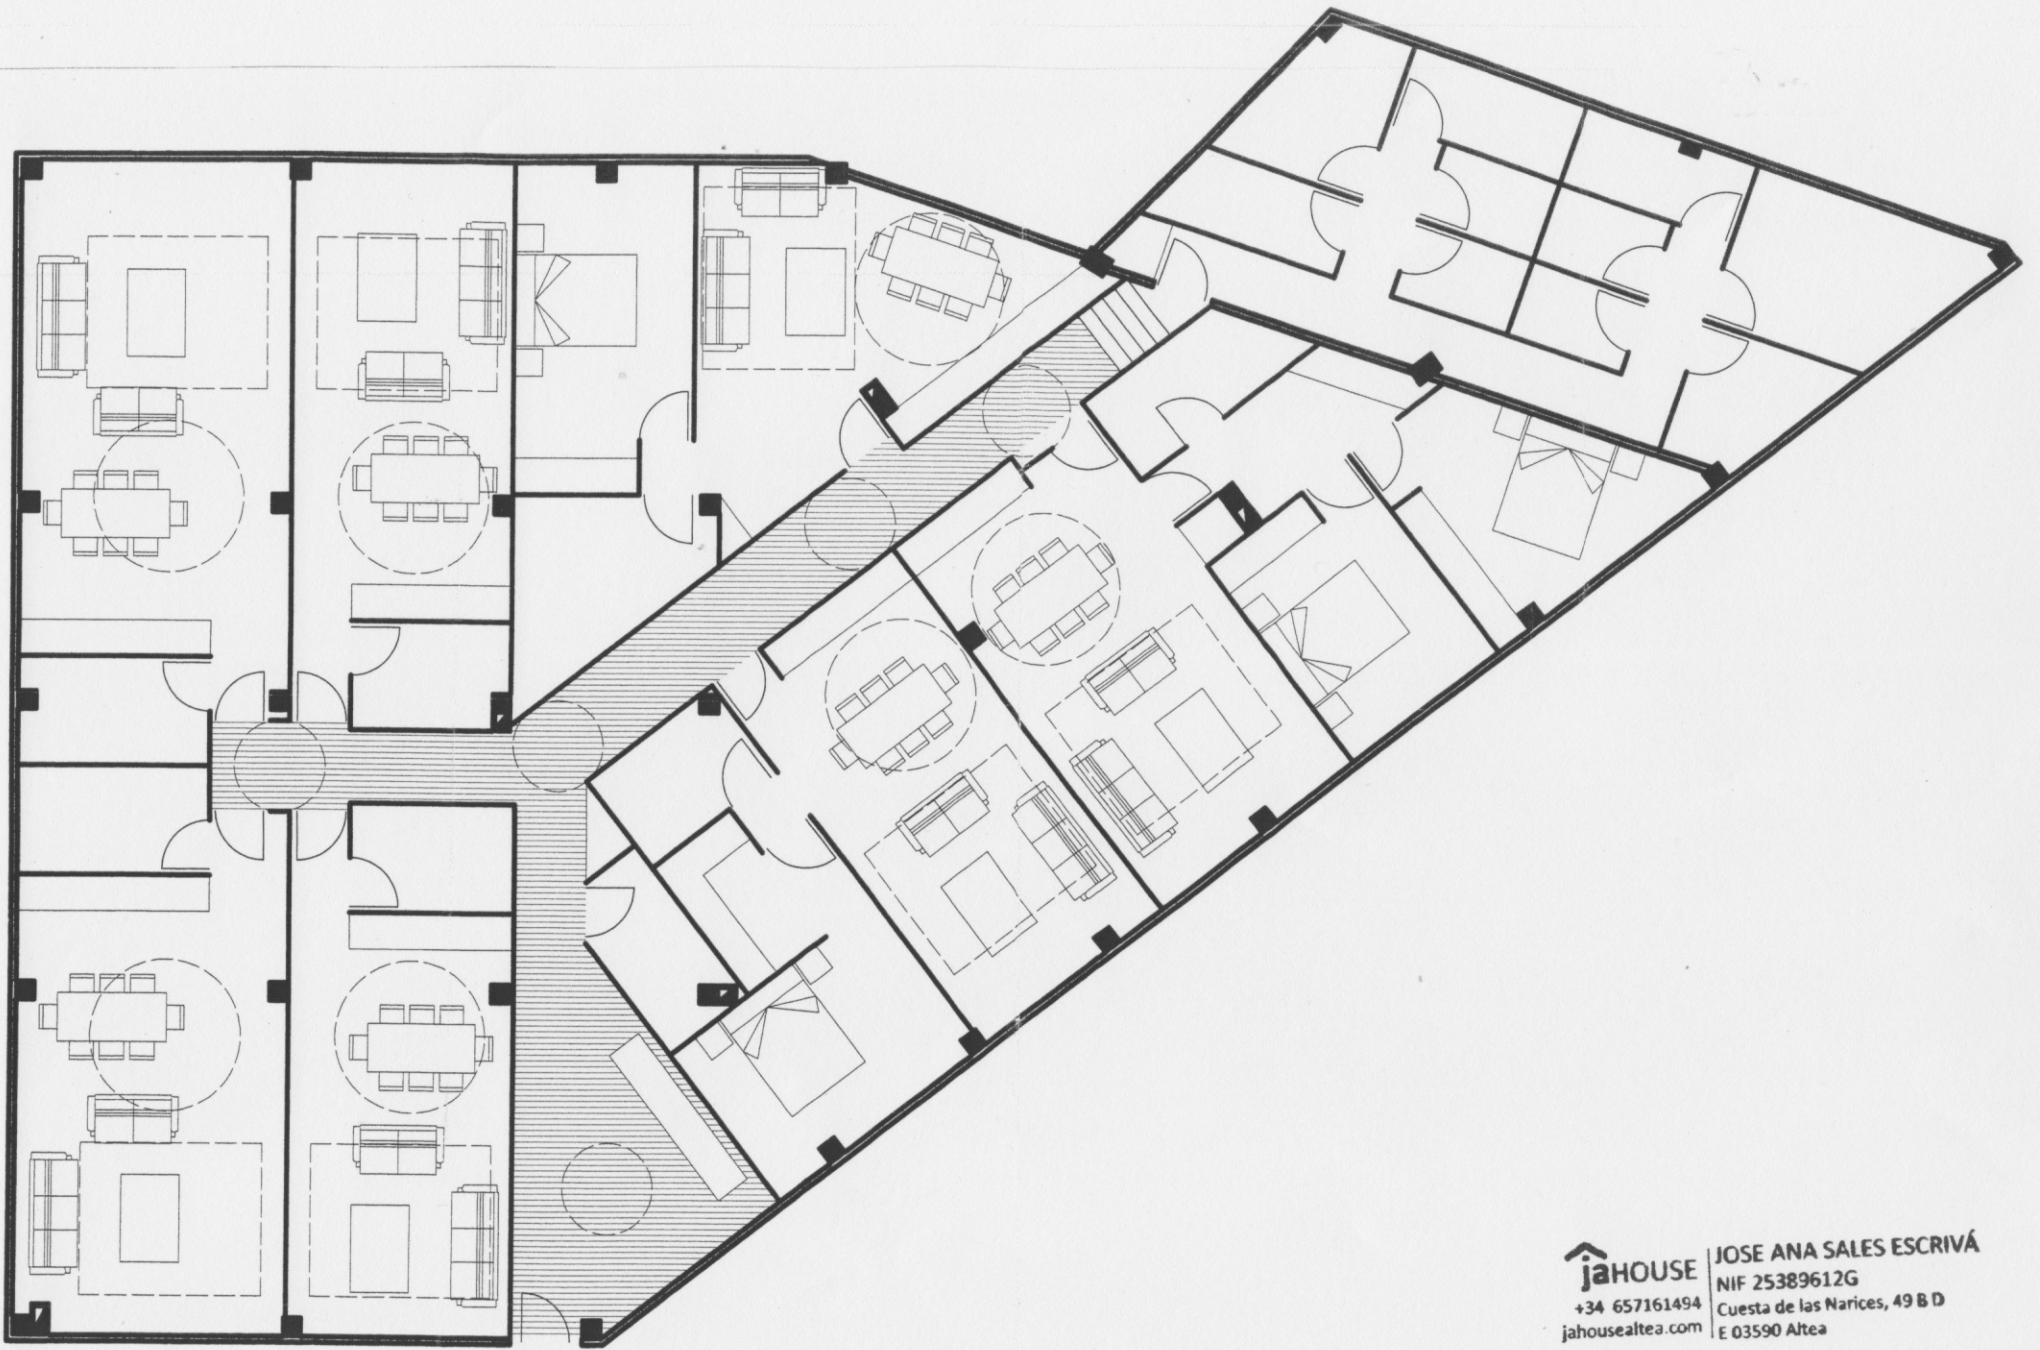 jaHOUSE
+34 657161494
jahousealtea.com
JOSE ANA SALES ESCRIVÁ
NIF 25389612G
Cuesta de las Narices, 49 B D
E 03590 Altea